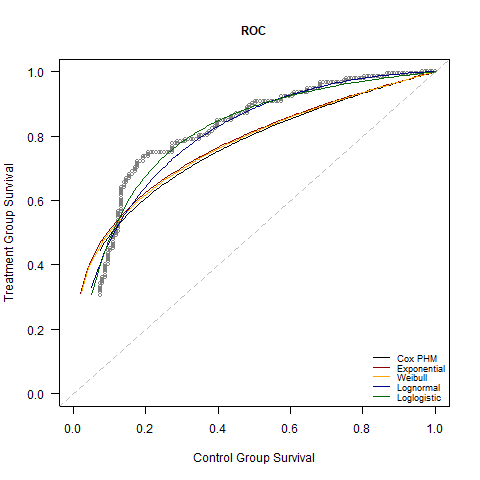 ROC
Treatment Group Survival
1.0
0.8
0.6
0.4
0.2
0.0
Cox PHM
Exponential
Weibull
Lognormal
Loglogistic
0.0 0.2 0.4 0.6 0.8 1.0
Control Group Survival